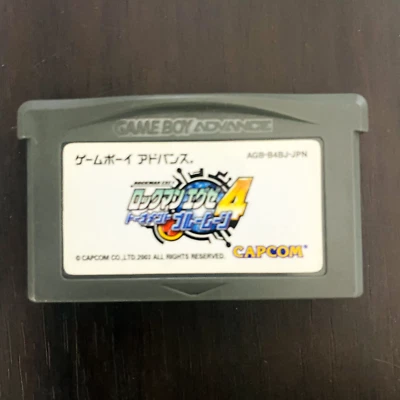 GAME BOY ADVANCE
ゲームボーイ アドバンス®
AGB-B4BJ-JPN
ロックマン エグゼ4
トーナメント ブルームーン
CAPCOM
© CAPCOM CO., LTD. 2003 ALL RIGHTS RESERVED.